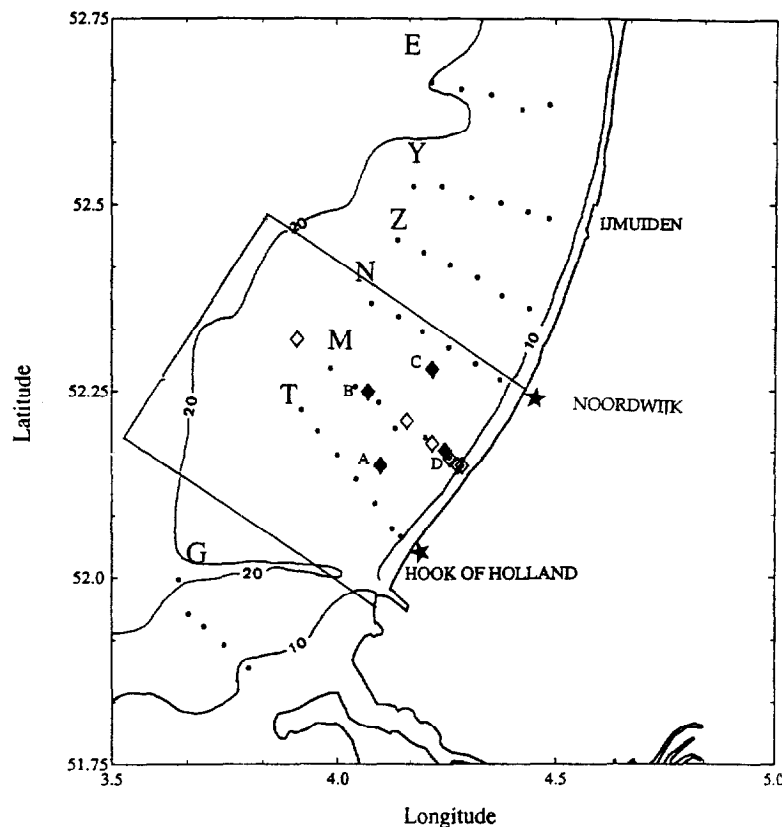 52.75
E
Y
52.5
20
Z
IJMUIDEN
N
10
M
C
52.25
B
20
T
NOORDWIJK
Latitude
A
D
G
HOOK OF HOLLAND
52.0
20
10
51.75
3.5
4.0
4.5
5.0
Longitude